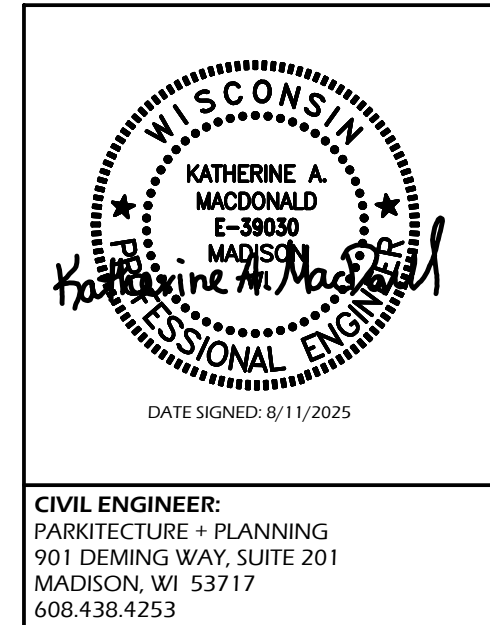 WISCONSIN
KATHERINE A.
MACDONALD
E-39030
MADISON
WI
Katherine A. MacDonald
PROFESSIONAL ENGINEER
DATE SIGNED: 8/11/2025
CIVIL ENGINEER:
PARKITECTURE + PLANNING
901 DEMING WAY, SUITE 201
MADISON, WI 53717
608.438.4253